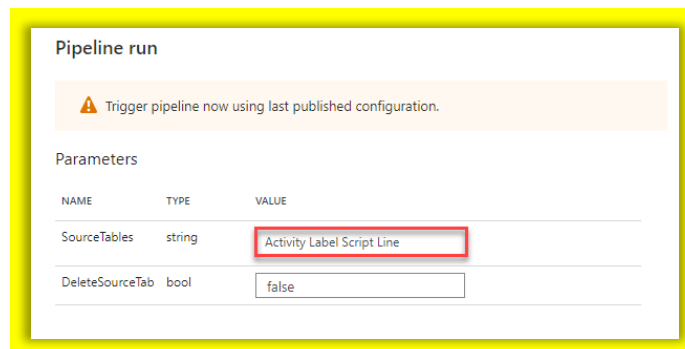 Pipeline run
Trigger pipeline now using last published configuration.
Parameters
NAME TYPE VALUE
SourceTables string Activity Label Script Line
DeleteSourceTab bool false